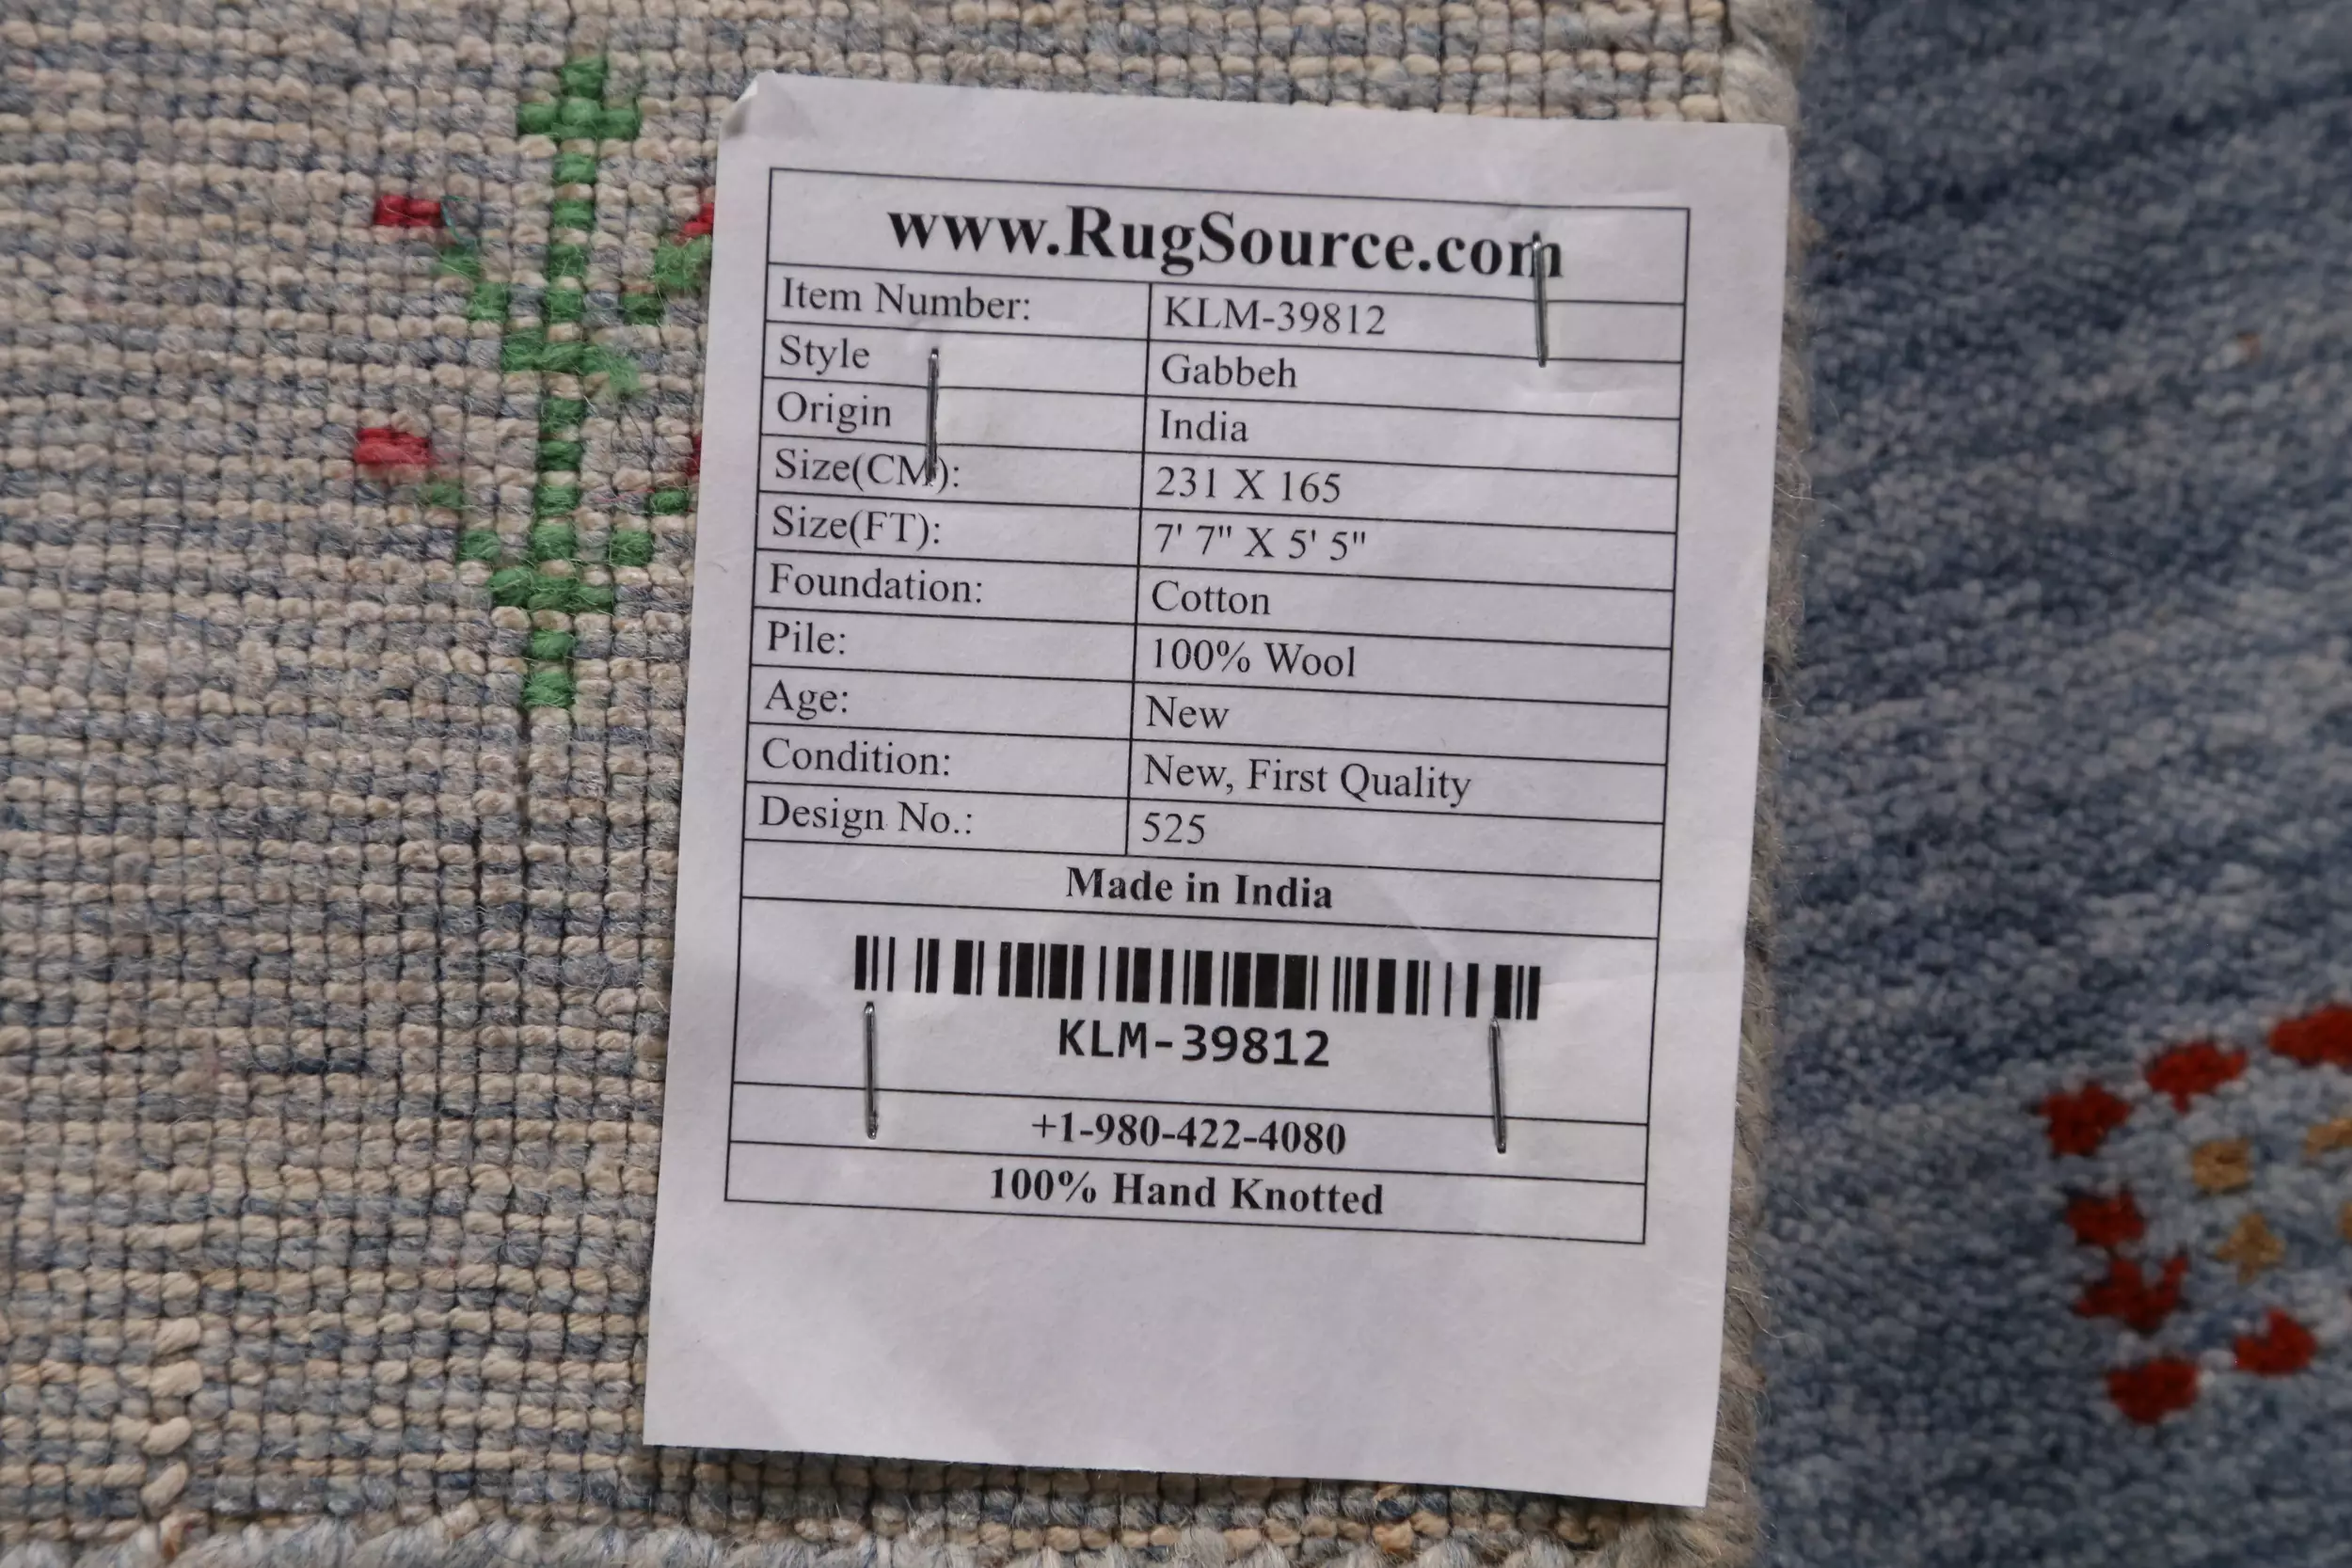 www.RugSource.com
Item Number: KLM-39812
Style Gabbeh
Origin India
Size(CM): 231 X 165
Size(FT): 7' 7" X 5' 5"
Foundation: Cotton
Pile: 100% Wool
Age: New
Condition: New, First Quality
Design No.: 525
Made in India
KLM-39812
+1-980-422-4080
100% Hand Knotted